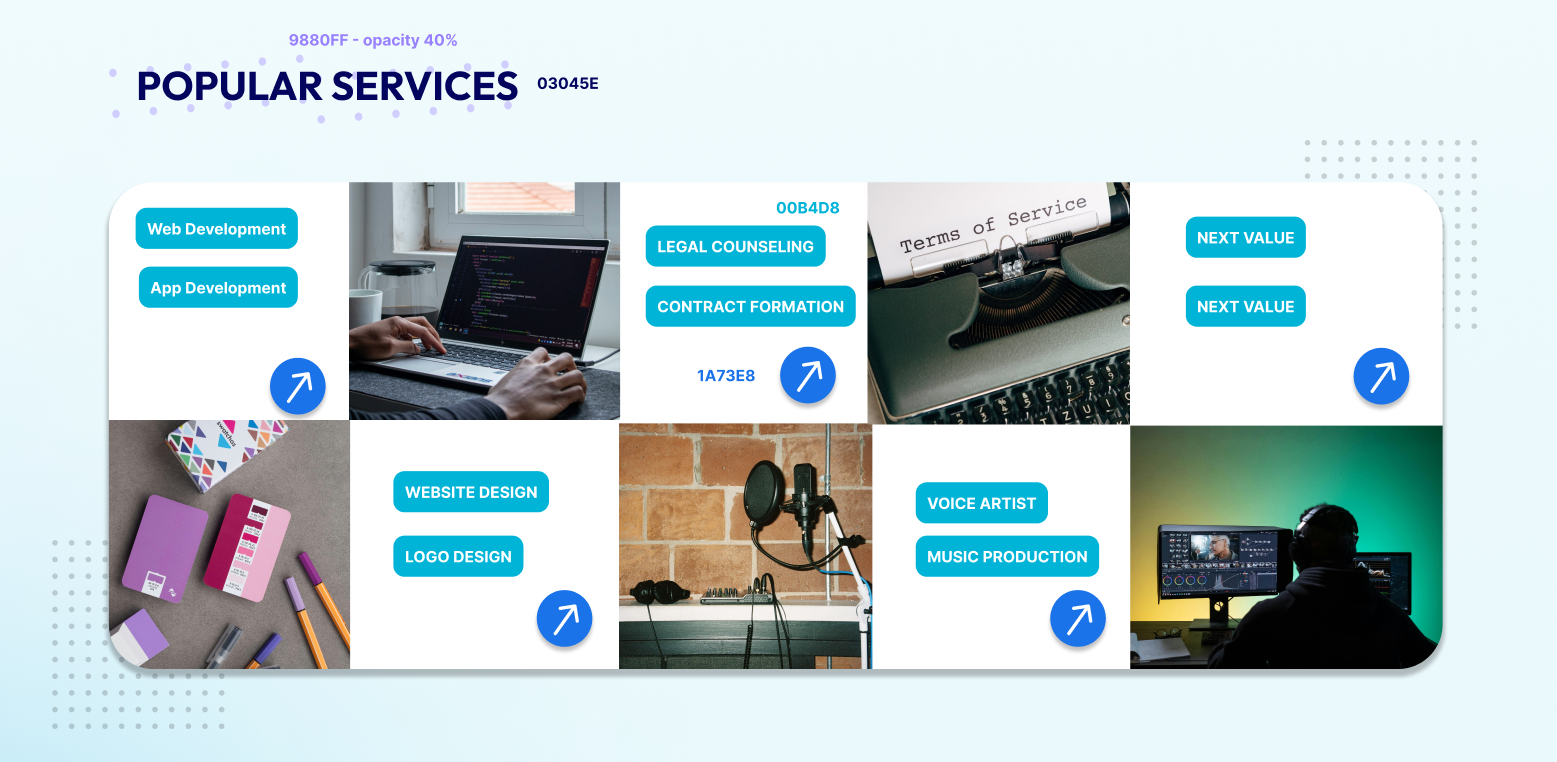 9880FF - opacity 40%
POPULAR SERVICES
03045E
Web Development
App Development
00B4D8
LEGAL COUNSELING
CONTRACT FORMATION
1A73E8
Terms of Service
NEXT VALUE
NEXT VALUE
swatchos
WEBSITE DESIGN
LOGO DESIGN
VOICE ARTIST
MUSIC PRODUCTION